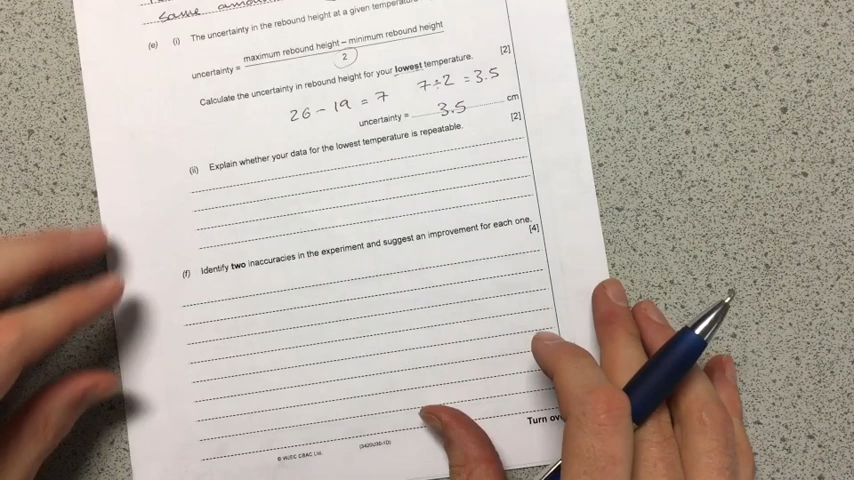 same amou
(e) (i) The uncertainty in the rebound height at a given temperature
uncertainty = maximum rebound height – minimum rebound height
2
[2]
Calculate the uncertainty in rebound height for your lowest temperature.
26 - 19 = 7 7÷2 = 3.5
uncertainty = 3.5 cm
[2]
(ii) Explain whether your data for the lowest temperature is repeatable.
(f) Identify two inaccuracies in the experiment and suggest an improvement for each one.
[4]
Turn ov
© WJEC CBAC Ltd.